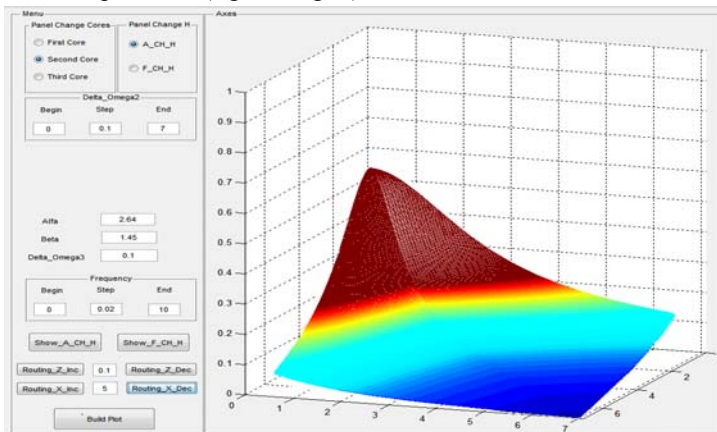 Menu
Panel Change Cores
Panel Change H
First Core
Second Core
Third Core
A_CH_H
F_CH_H
Delta_Omega2
Begin Step End
0 0.1 7
Alfa 2.64
Beta 1.45
Delta_Omega3 0.1
Frequency
Begin Step End
0 0.02 10
Show_A_CH_H Show_F_CH_H
Routing_Z_Inc 0.1 Routing_Z_Dec
Routing_X_Inc 5 Routing_X_Dec
Build Plot
Axes
1
0.9
0.8
0.7
0.6
0.5
0.4
0.3
0.2
0.1
0
0 1 2 3 4 5 6 7
2
4
6